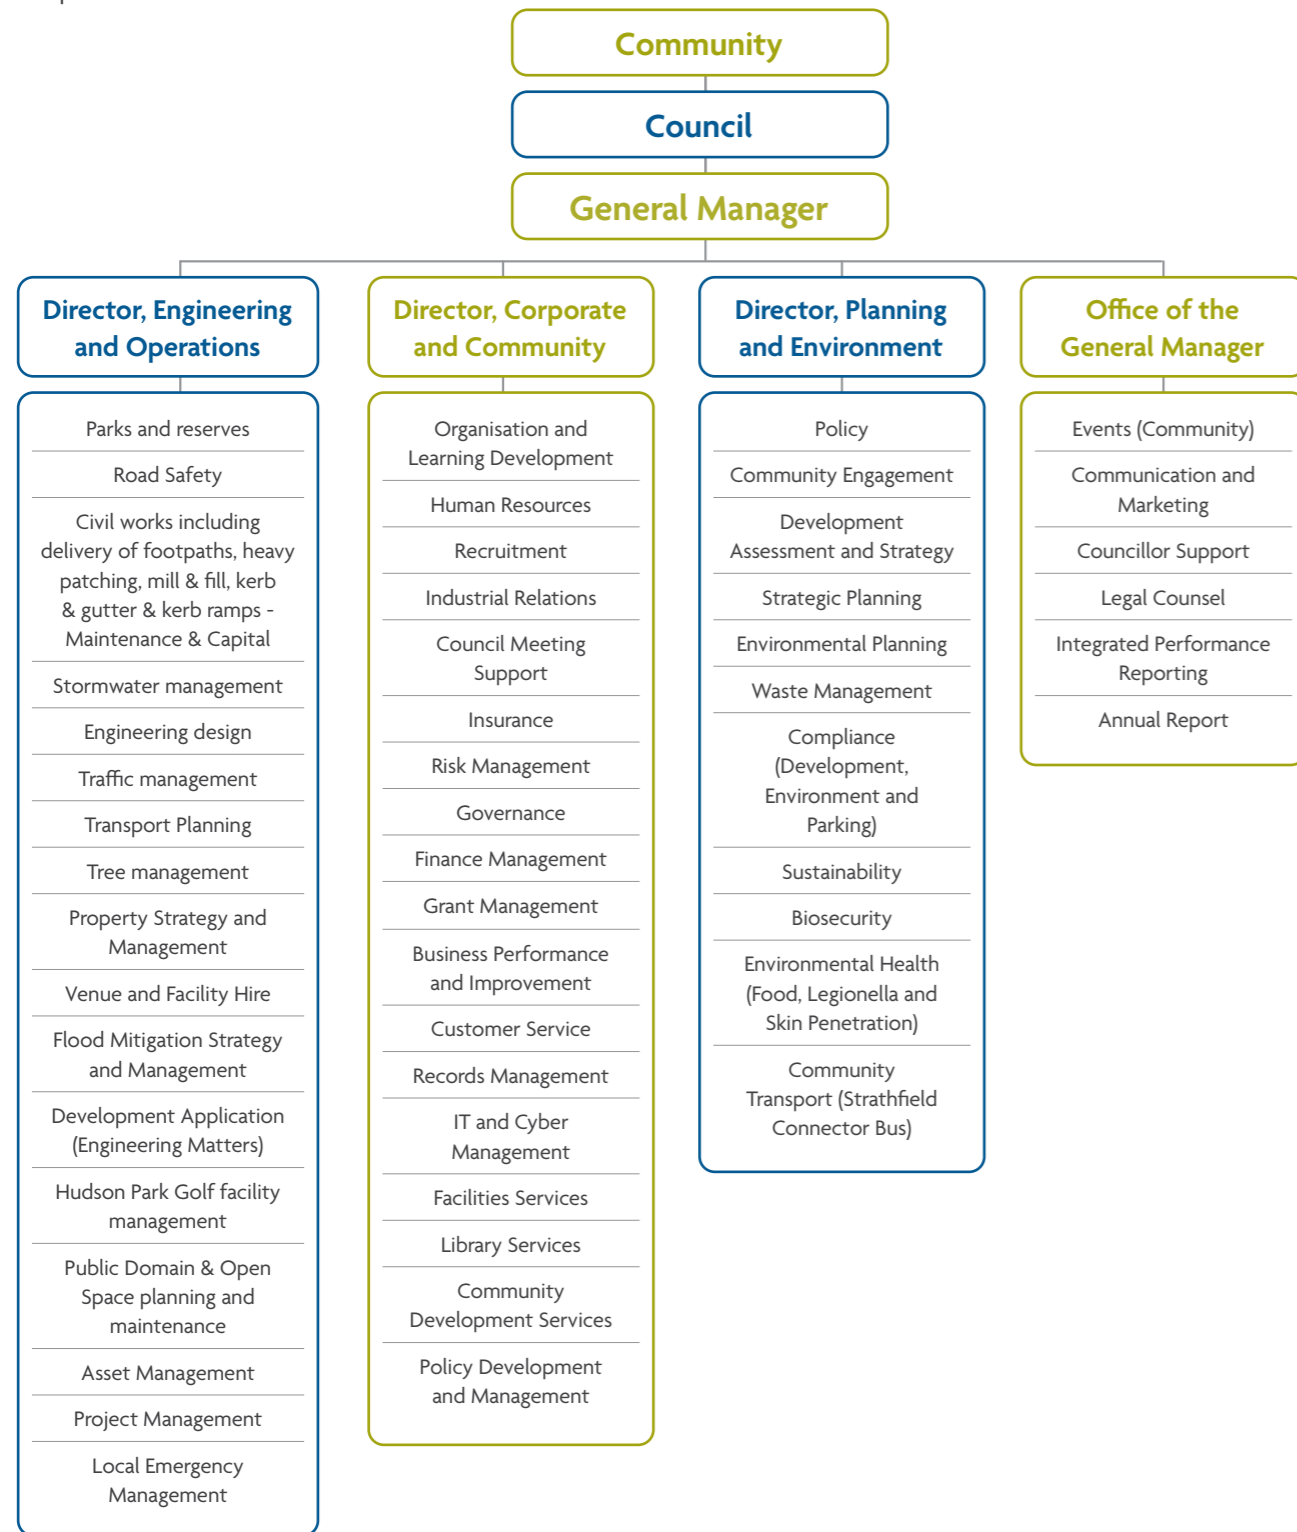 Community
Council
General Manager
Director, Engineering
and Operations
Parks and reserves
Road Safety
Civil works including
delivery of footpaths, heavy
patching, mill & fill, kerb
& gutter & kerb ramps -
Maintenance & Capital
Stormwater management
Engineering design
Traffic management
Transport Planning
Tree management
Property Strategy and
Management
Venue and Facility Hire
Flood Mitigation Strategy
and Management
Development Application
(Engineering Matters)
Hudson Park Golf facility
management
Public Domain & Open
Space planning and
maintenance
Asset Management
Project Management
Local Emergency
Management
Director, Corporate
and Community
Organisation and
Learning Development
Human Resources
Recruitment
Industrial Relations
Council Meeting
Support
Insurance
Risk Management
Governance
Finance Management
Grant Management
Business Performance
and Improvement
Customer Service
Records Management
IT and Cyber
Management
Facilities Services
Library Services
Community
Development Services
Policy Development
and Management
Director, Planning
and Environment
Policy
Community Engagement
Development
Assessment and Strategy
Strategic Planning
Environmental Planning
Waste Management
Compliance
(Development,
Environment and
Parking)
Sustainability
Biosecurity
Environmental Health
(Food, Legionella and
Skin Penetration)
Community
Transport (Strathfield
Connector Bus)
Office of the
General Manager
Events (Community)
Communication and
Marketing
Councillor Support
Legal Counsel
Integrated Performance
Reporting
Annual Report